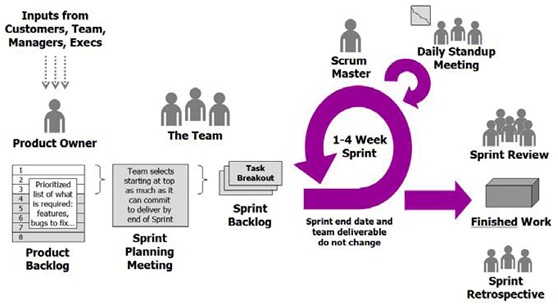 Inputs from
Customers, Team,
Managers, Execs
Product Owner
1
2
3
4
5
6
7
8
Prioritized
list of what
is required:
features,
bugs to fix...
Product
Backlog
The Team
Team selects
starting at top
as much as it
can commit
to deliver by
end of Sprint
Sprint
Planning
Meeting
Task
Breakout
Sprint
Backlog
Scrum
Master
Daily Standup
Meeting
1-4 Week
Sprint
Sprint end date and
team deliverable
do not change
Sprint Review
Finished Work
Sprint
Retrospective